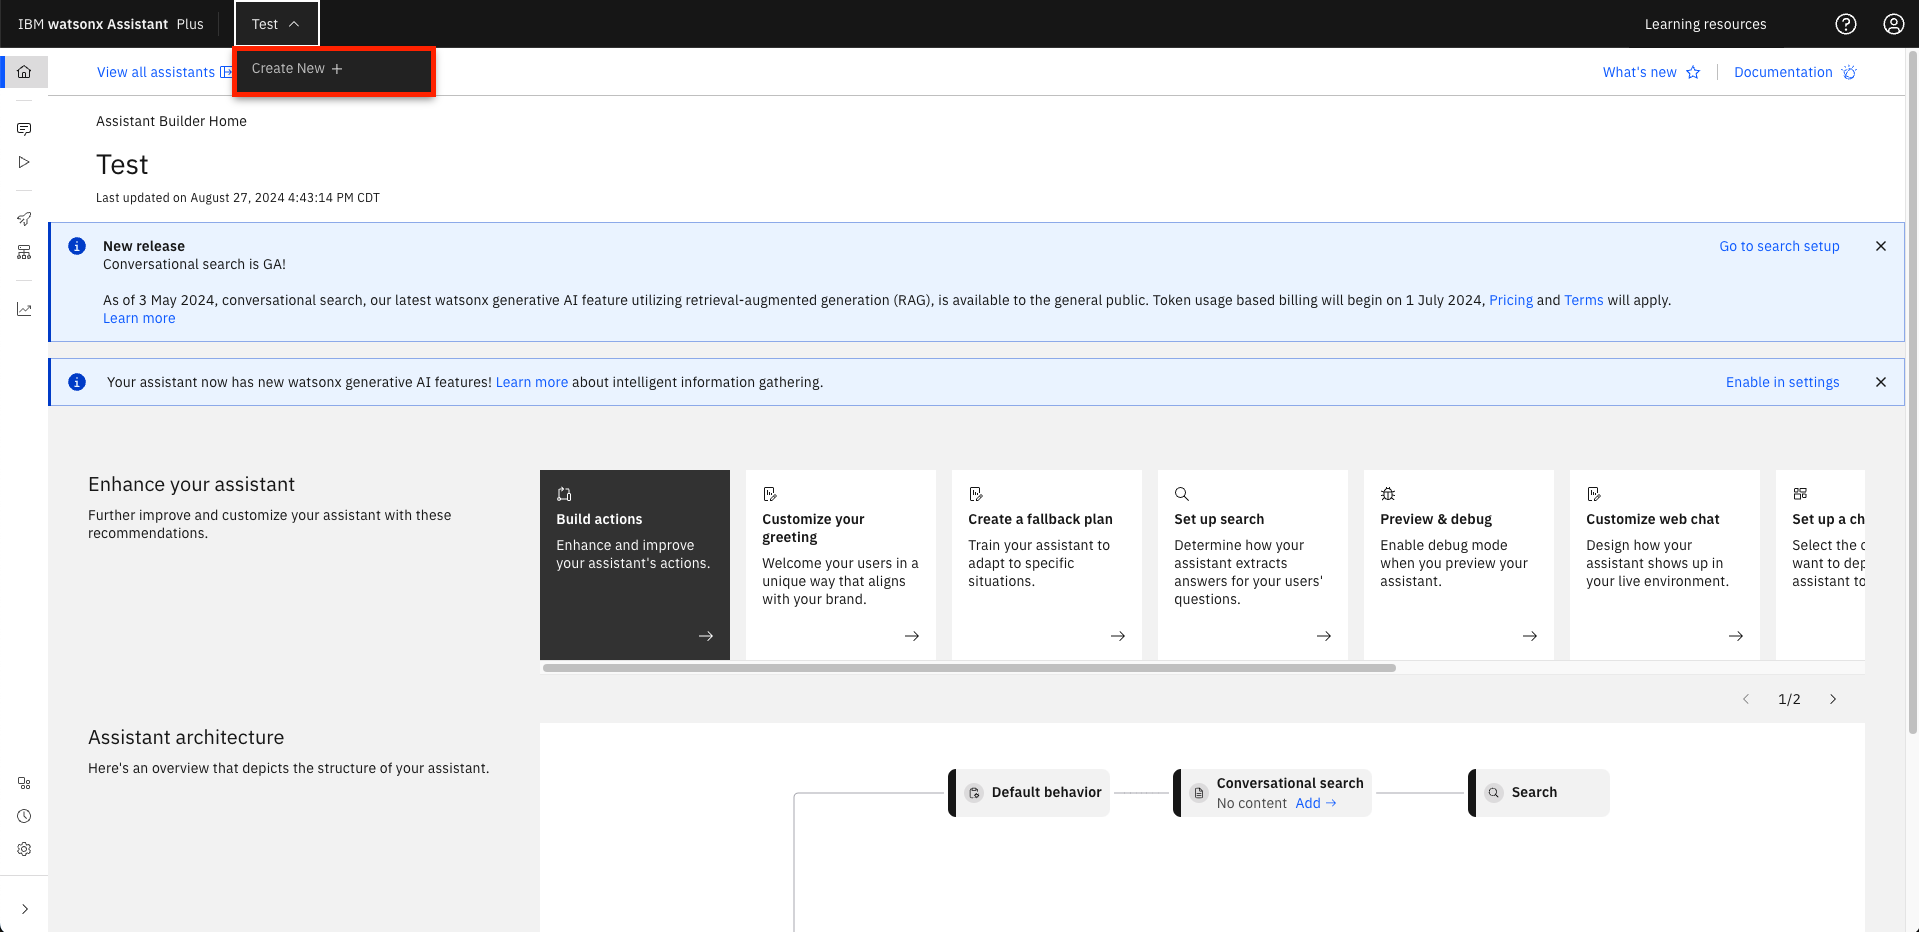 IBM watsonx Assistant Plus
Test
Learning resources
Create New +
View all assistants
What's new
Documentation
Assistant Builder Home
Test
Last updated on August 27, 2024 4:43:14 PM CDT
New release
Go to search setup
Conversational search is GA!
As of 3 May 2024, conversational search, our latest watsonx generative AI feature utilizing retrieval-augmented generation (RAG), is available to the general public. Token usage based billing will begin on 1 July 2024, Pricing and Terms will apply.
Learn more
Your assistant now has new watsonx generative AI features! Learn more about intelligent information gathering.
Enable in settings
Enhance your assistant
Further improve and customize your assistant with these
recommendations.
Build actions
Enhance and improve
your assistant's actions.
Customize your
greeting
Welcome your users in a
unique way that aligns
with your brand.
Create a fallback plan
Train your assistant to
adapt to specific
situations.
Set up search
Determine how your
assistant extracts
answers for your users'
questions.
Preview & debug
Enable debug mode
when you preview your
assistant.
Customize web chat
Design how your
assistant shows up in
your live environment.
Set up a ch
Select the
want to dep
assistant to
1/2
Assistant architecture
Here's an overview that depicts the structure of your assistant.
Default behavior
Conversational search
No content Add →
Search